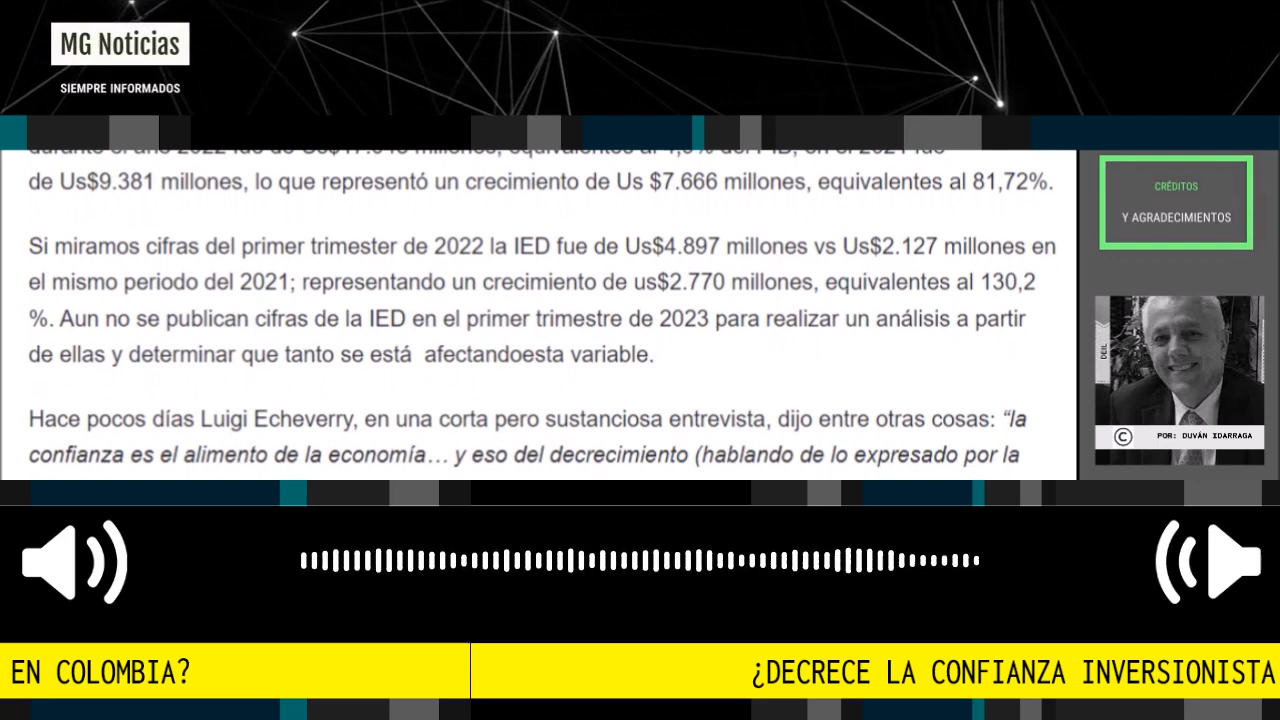 MG Noticias
SIEMPRE INFORMADOS
de Us$9.381 millones, lo que representó un crecimiento de Us $7.666 millones, equivalentes al 81,72%.
Si miramos cifras del primer trimester de 2022 la IED fue de Us$4.897 millones vs Us$2.127 millones en
el mismo periodo del 2021; representando un crecimiento de us$2.770 millones, equivalentes al 130,2
%. Aun no se publican cifras de la IED en el primer trimestre de 2023 para realizar un análisis a partir
de ellas y determinar que tanto se está  afectandoesta variable.
Hace pocos días Luigi Echeverry, en una corta pero sustanciosa entrevista, dijo entre otras cosas: “la
confianza es el alimento de la economía… y eso del decrecimiento (hablando de lo expresado por la
CRÉDITOS
Y AGRADECIMIENTOS
DEIL
© POR: DUVÁN IDARRAGA
EN COLOMBIA?
¿DECRECE LA CONFIANZA INVERSIONISTA